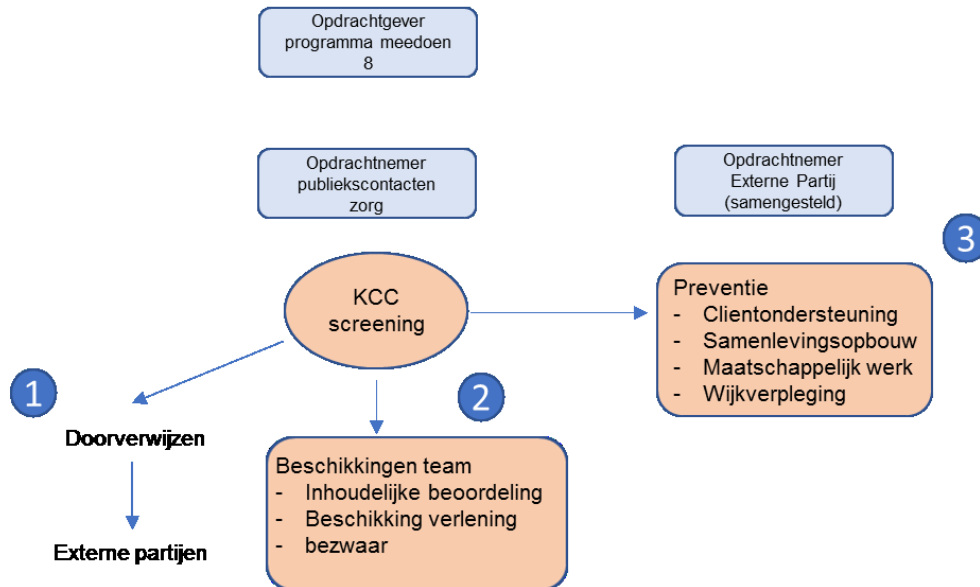 Opdrachtgever
programma meedoen
8
Opdrachtnemer
publiekscontacten
zorg
Opdrachtnemer
Externe Partij
(samengesteld)
3
KCC
screening
Preventie
- Clientondersteuning
- Samenlevingsopbouw
- Maatschappelijk werk
- Wijkverpleging
1
Doorverwijzen
Externe partijen
2
Beschikkingen team
- Inhoudelijke beoordeling
- Beschikking verlening
- bezwaar